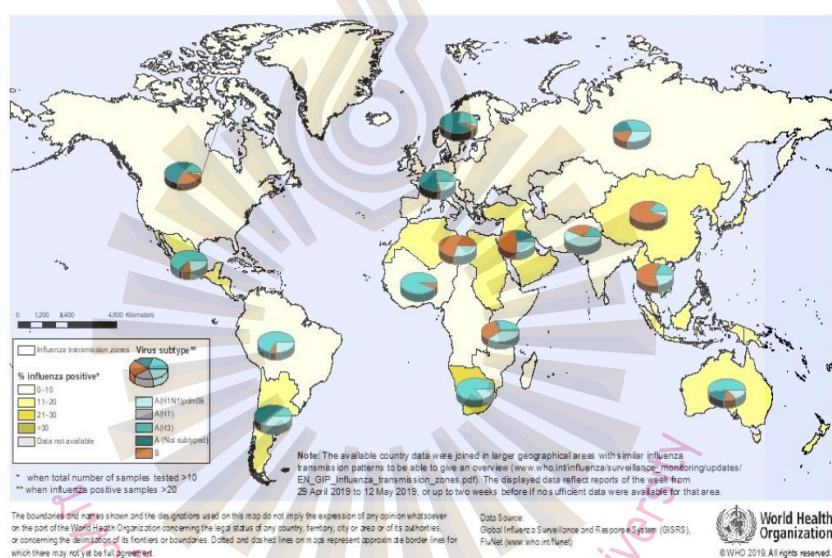 0 1,200 2,400 4,800 Kilometers
Influenza transmission zones
Virus subtype**
% influenza positive*
0-10
11-20
21-30
>30
Data not available
A(H1N1)pdm09
A(H1)
A(H3)
A (Not subtyped)
B
* when total number of samples tested >10
** when influenza positive samples >20
Note: The available country data were joined in larger geographical areas with similar influenza
transmission patterns to be able to give an overview (www.who.int/influenza/surveillance_monitoring/updates/
EN_GIP_Influenza_transmission_zones.pdf). The displayed data reflect reports of the week from
29 April 2019 to 12 May 2019, or up to two weeks before if no sufficient data were available for that area.
The boundaries and names shown and the designations used on this map do not imply the expression of any opinion whatsoever
on the part of the World Health Organization concerning the legal status of any country, territory, city or area or of its authorities,
or concerning the delimitation of its frontiers or boundaries. Dotted and dashed lines on maps represent approximate border lines for
which there may not yet be full agreement.
Data Source:
Global Influenza Surveillance and Response System (GISRS),
FluNet (www.who.int/flunet)
World Health
Organization
© WHO 2019. All rights reserved.
versity